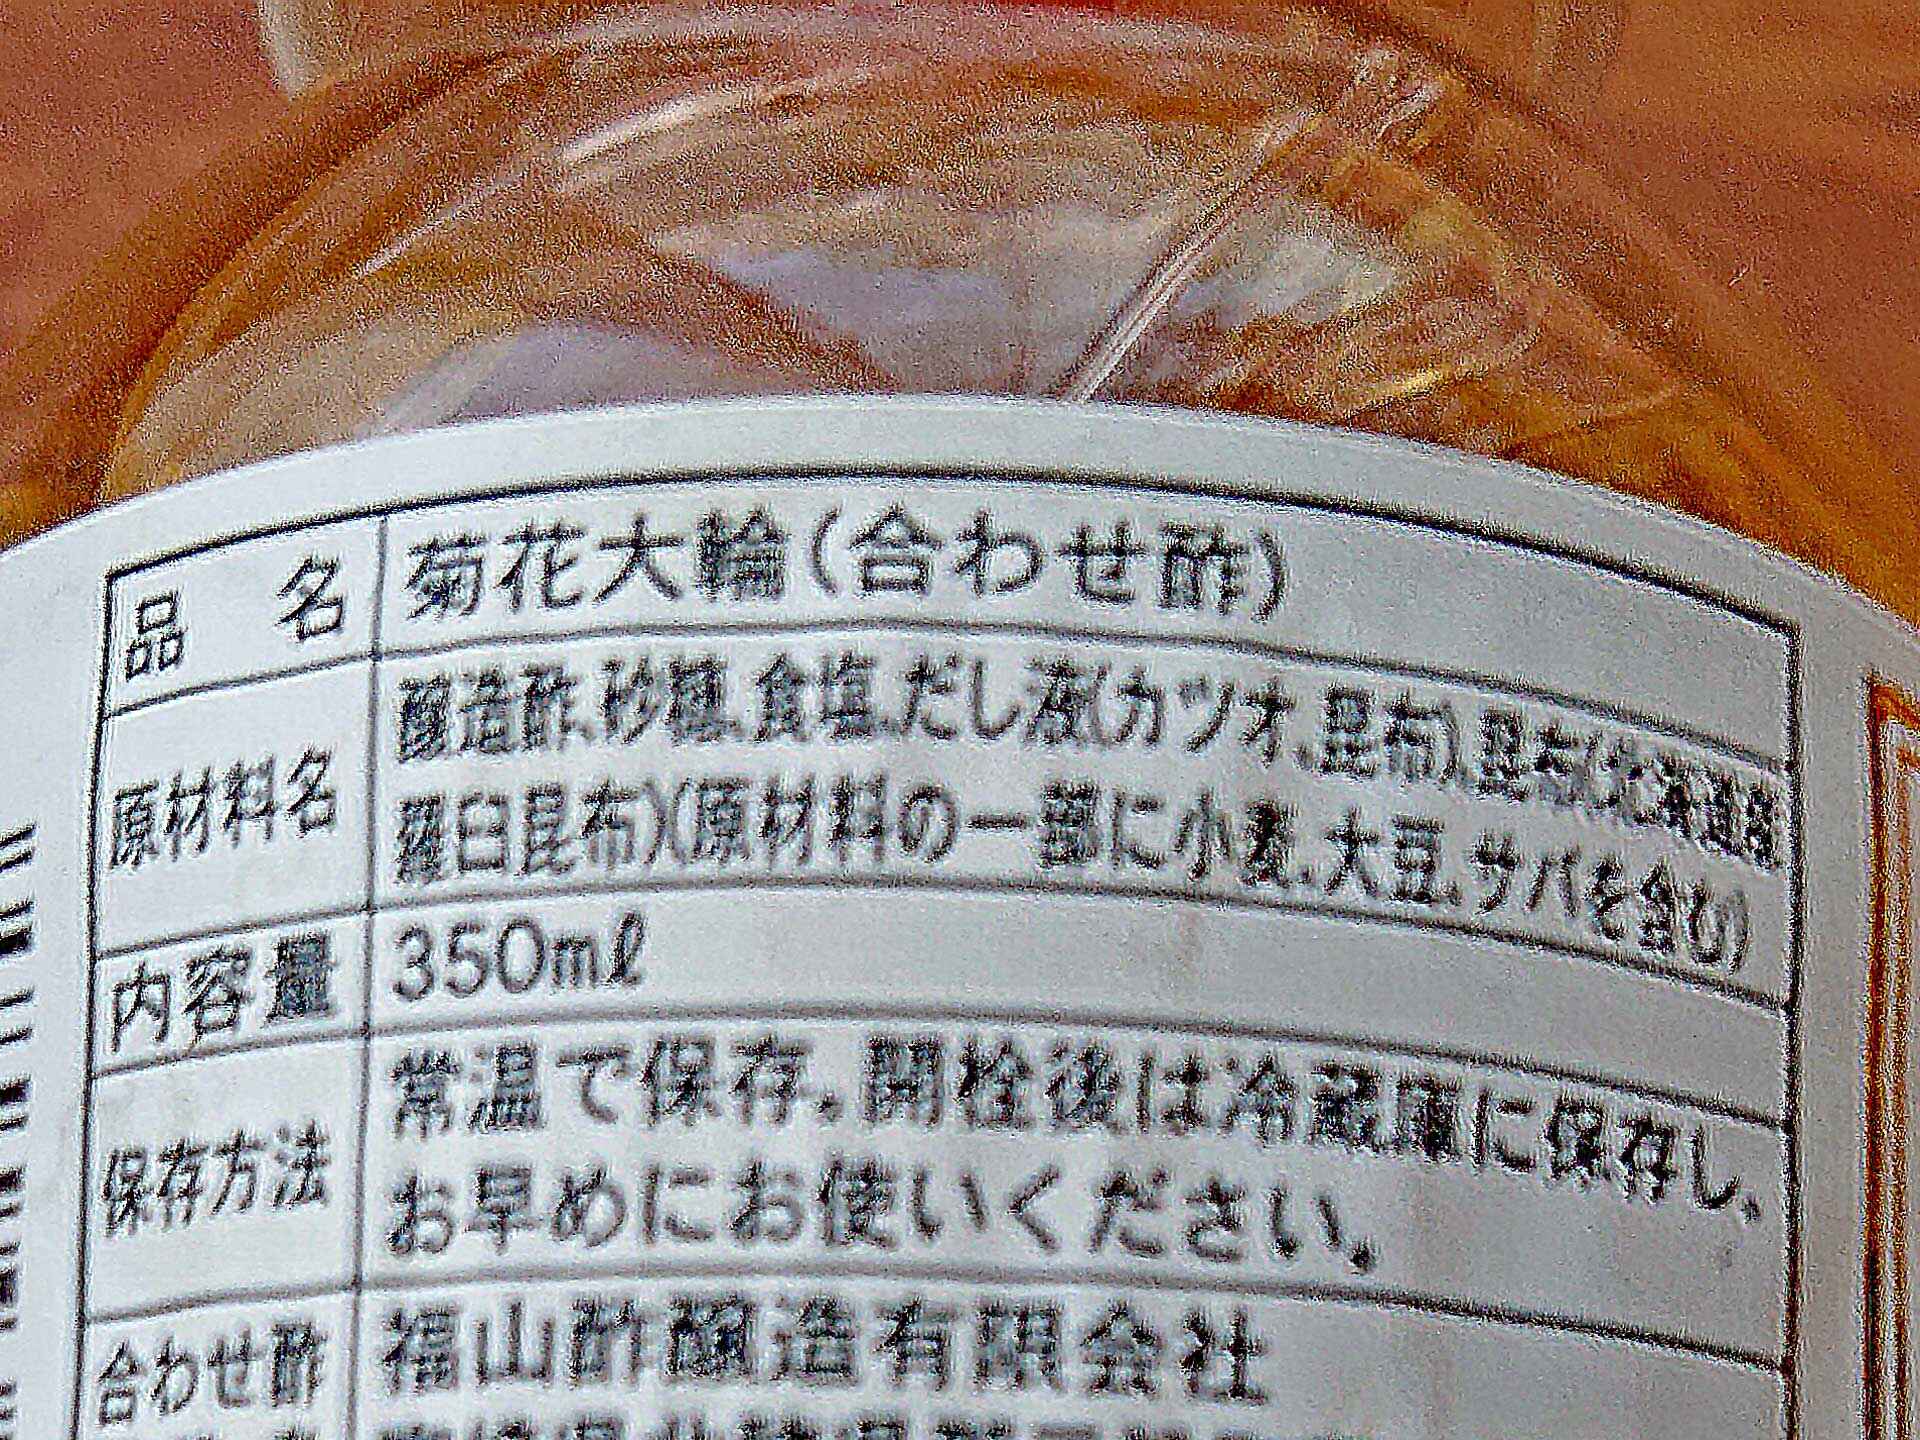 品名 菊花大輪(合わせ酢)
原材料名 醸造酢、砂糖、食塩、だし液(カツオ、昆布)、昆布(北海道産
羅臼昆布)(原材料の一部に小麦、大豆、サバを含む)
内容量 350mℓ
保存方法 常温で保存。開栓後は冷蔵庫に保存し、
お早めにお使いください。
合わせ酢 福山酢醸造有限会社